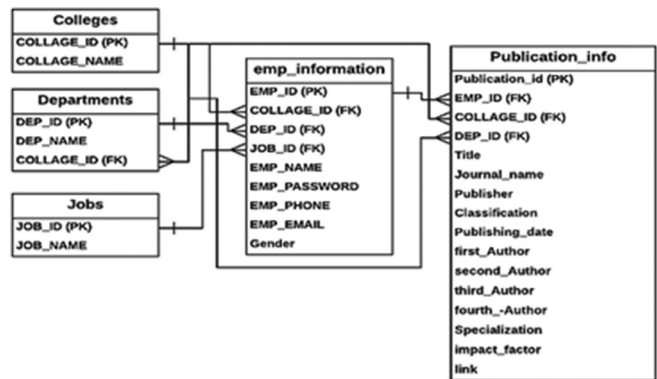 Colleges
COLLAGE_ID (PK)
COLLAGE_NAME
Departments
DEP_ID (PK)
DEP_NAME
COLLAGE_ID (FK)
Jobs
JOB_ID (PK)
JOB_NAME
emp_information
EMP_ID (PK)
COLLAGE_ID (FK)
DEP_ID (FK)
JOB_ID (FK)
EMP_NAME
EMP_PASSWORD
EMP_PHONE
EMP_EMAIL
Gender
Publication_info
Publication_id (PK)
EMP_ID (FK)
COLLAGE_ID (FK)
DEP_ID (FK)
Title
Journal_name
Publisher
Classification
Publishing_date
first_Author
second_Author
third_Author
fourth_-Author
Specialization
impact_factor
link